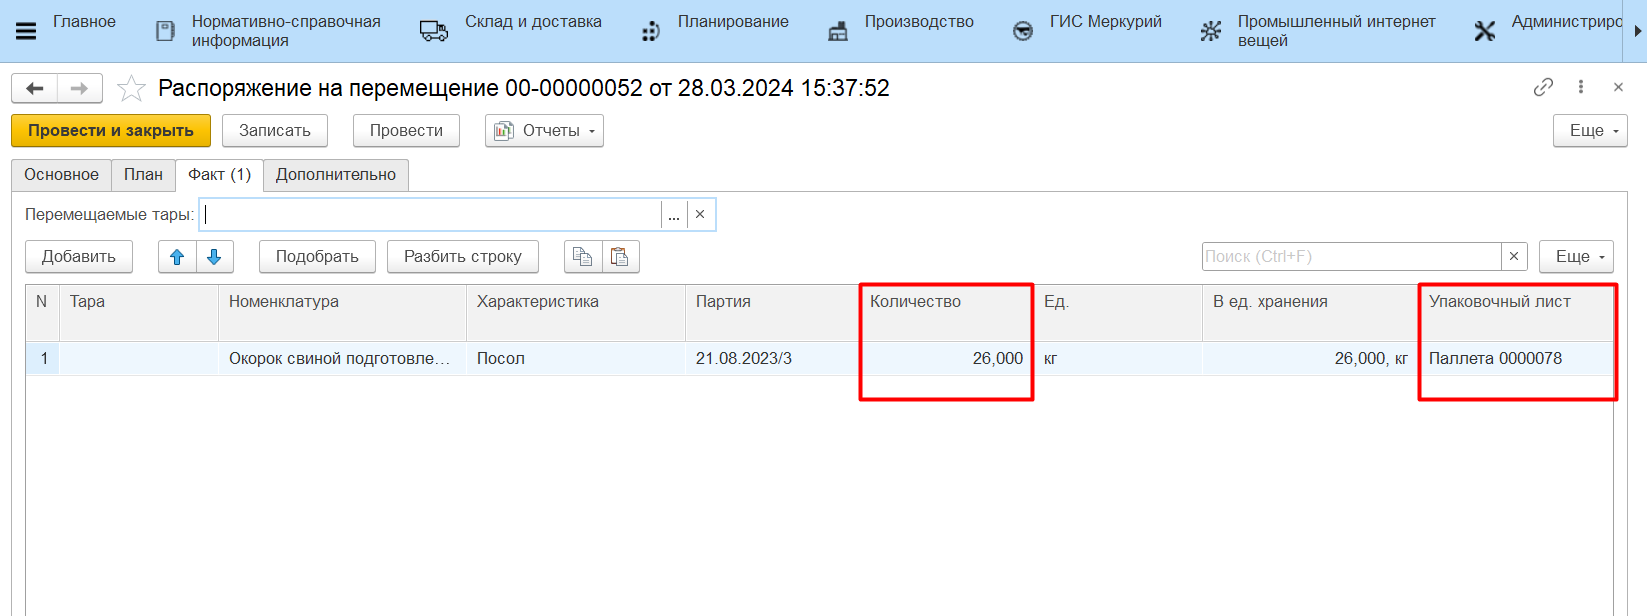 Главное
Нормативно-справочная
информация
Склад и доставка
Планирование
Производство
ГИС Меркурий
Промышленный интернет
вещей
Администриро
Распоряжение на перемещение 00-00000052 от 28.03.2024 15:37:52
Провести и закрыть
Записать
Провести
Отчеты
Еще
Основное
План
Факт (1)
Дополнительно
Перемещаемые тары:
...
Добавить
Подобрать
Разбить строку
Поиск (Ctrl+F)
Еще
N Тара Номенклатура Характеристика Партия Количество Ед. В ед. хранения Упаковочный лист
1 Окорок свиной подготовле... Посол 21.08.2023/3 26,000 кг 26,000, кг Паллета 0000078